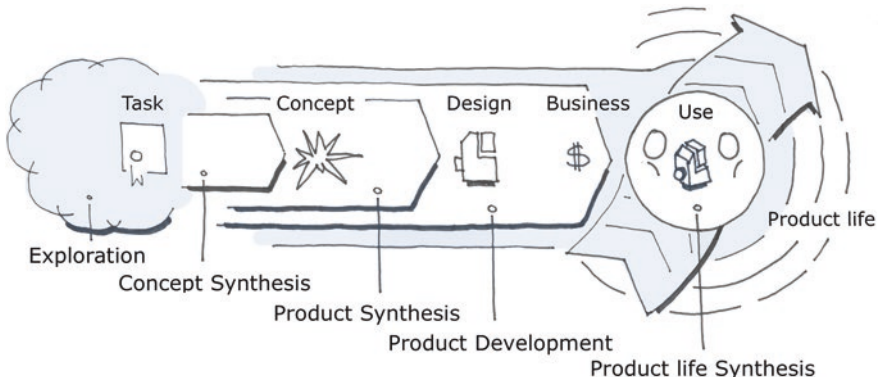 Task
Concept
Design
Business
Use
$
Product life
Exploration
Concept Synthesis
Product Synthesis
Product Development
Product life Synthesis